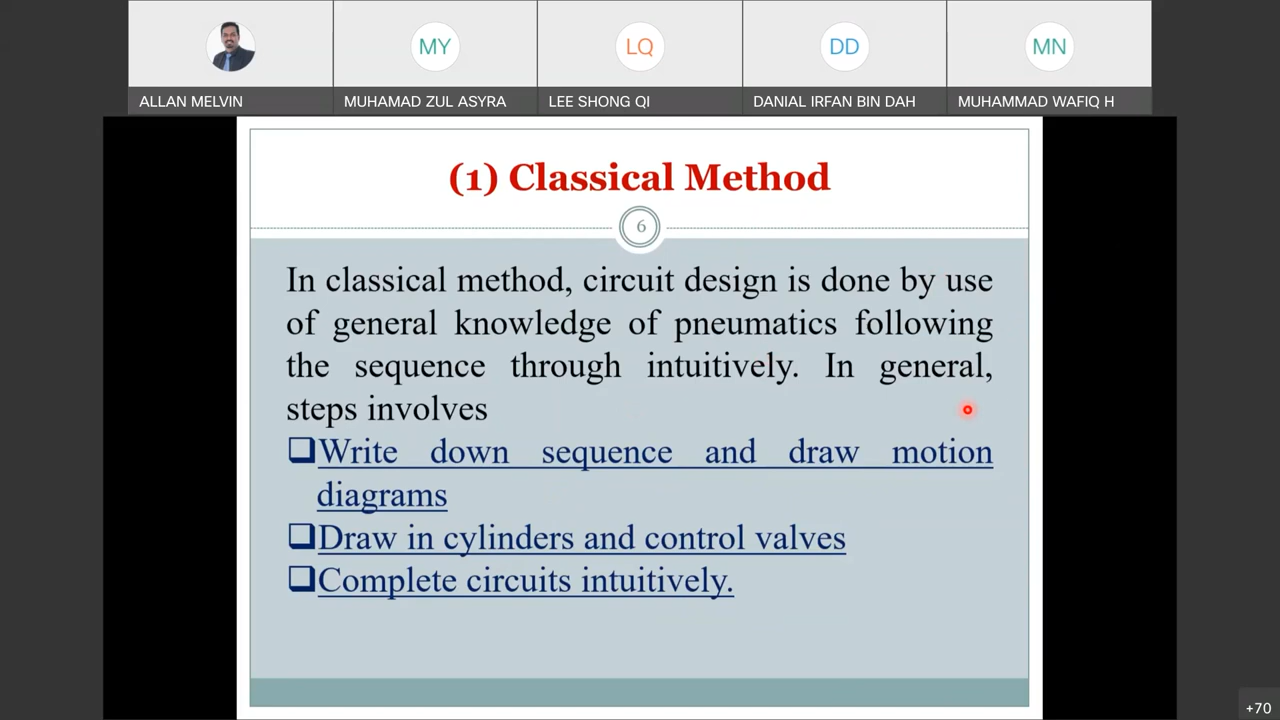 MY
LQ
DD
MN
ALLAN MELVIN
MUHAMAD ZUL ASYRA
LEE SHONG QI
DANIAL IRFAN BIN DAH
MUHAMMAD WAFIQ H
(1) Classical Method
6
In classical method, circuit design is done by use
of general knowledge of pneumatics following
the sequence through intuitively. In general,
steps involves
Write down sequence and draw motion
diagrams
Draw in cylinders and control valves
Complete circuits intuitively.
+70